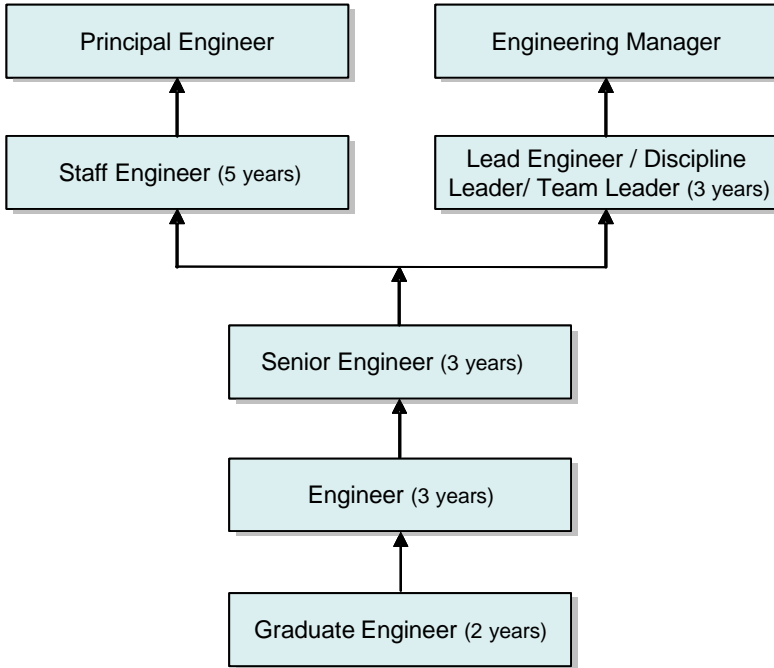 Principal Engineer
Engineering Manager
Staff Engineer (5 years)
Lead Engineer / Discipline
Leader/ Team Leader (3 years)
Senior Engineer (3 years)
Engineer (3 years)
Graduate Engineer (2 years)